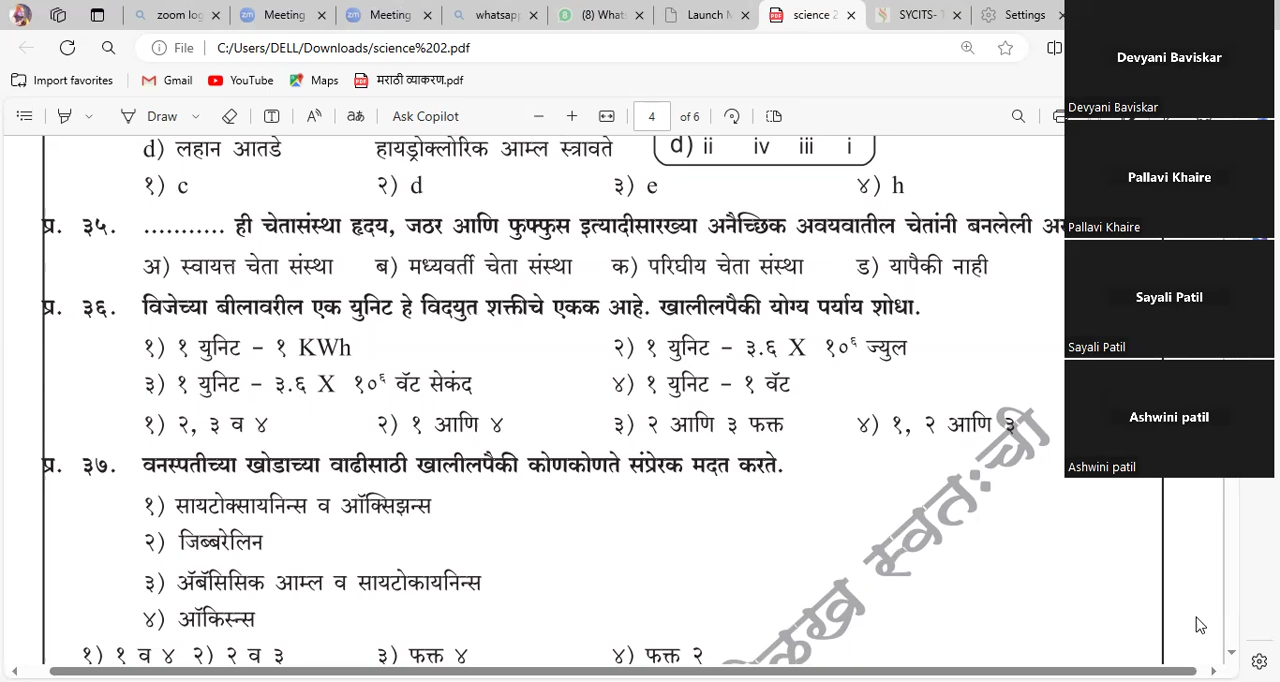 zoom log
Meeting
Meeting
whatsapp
(8) What
Launch M
science 2
SYCITS- T
Settings
File
C:/Users/DELL/Downloads/science%202.pdf
Import favorites
Gmail
YouTube
Maps
मराठी व्याकरण.pdf
Draw
aあ
Ask Copilot
4
of 6
d) लहान आतडे हायड्रोक्लोरिक आम्ल स्त्रावते d) ii iv iii i
१) c २) d ३) e ४) h
प्र. ३५. ........... ही चेतासंस्था हृदय, जठर आणि फुफ्फुस इत्यादीसारख्या अनैच्छिक अवयवातील चेतांनी बनलेली
अ) स्वायत्त चेता संस्था ब) मध्यवर्ती चेता संस्था क) परिघीय चेता संस्था ड) यापैकी नाही
प्र. ३६. विजेच्या बीलावरील एक युनिट हे विदयुत शक्तीचे एकक आहे. खालीलपैकी योग्य पर्याय शोधा.
१) १ युनिट – १ KWh २) १ युनिट – ३.६ X १०⁶ ज्युल
३) १ युनिट – ३.६ X १०⁶ वॅट सेकंद ४) १ युनिट – १ वॅट
१) २, ३ व ४ २) १ आणि ४ ३) २ आणि ३ फक्त ४) १, २ आणि ३
प्र. ३७. वनस्पतीच्या खोडाच्या वाढीसाठी खालीलपैकी कोणकोणते संप्रेरक मदत करते.
१) सायटोक्सायनिन्स व ऑक्सिझन्स
२) जिब्बरेलिन
३) ॲबॅसिसिक आम्ल व सायटोकायनिन्स
४) ऑकिस्न्स
१) १ व ४ २) २ व ३ ३) फक्त ४ ४) फक्त २
स्वतःची
Devyani Baviskar
Devyani Baviskar
Pallavi Khaire
Pallavi Khaire
Sayali Patil
Sayali Patil
Ashwini patil
Ashwini patil